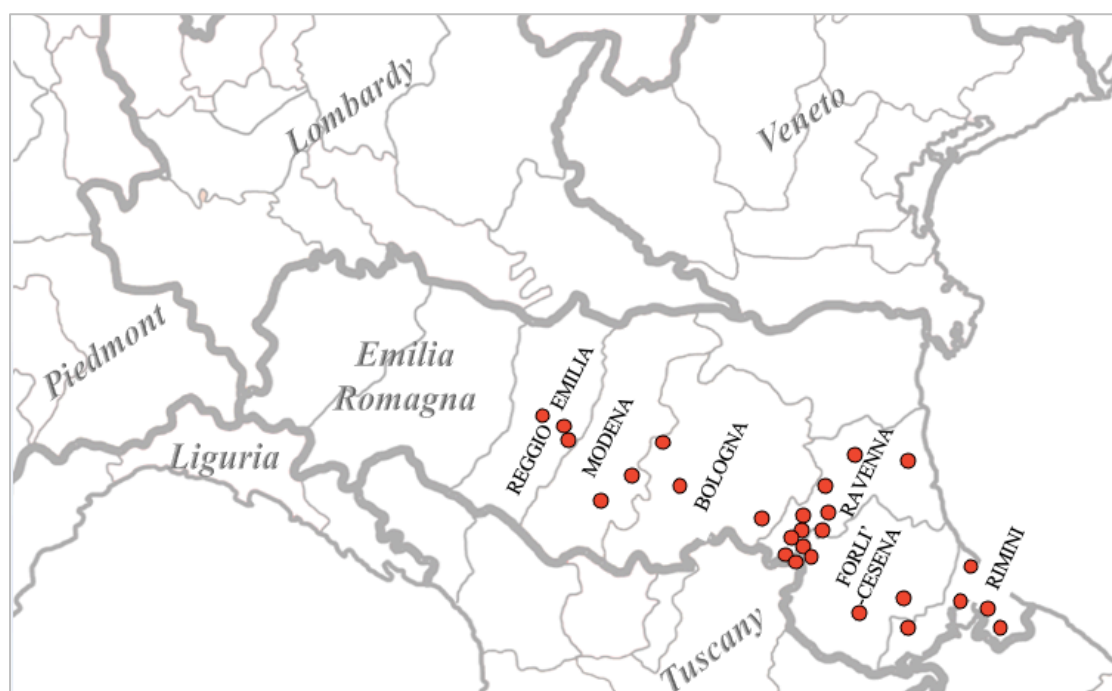 Lombardy
Veneto
Piedmont
Emilia
Romagna
Liguria
REGGIO EMILIA
MODENA
BOLOGNA
RAVENNA
FORLI'
-CESENA
RIMINI
Tuscany